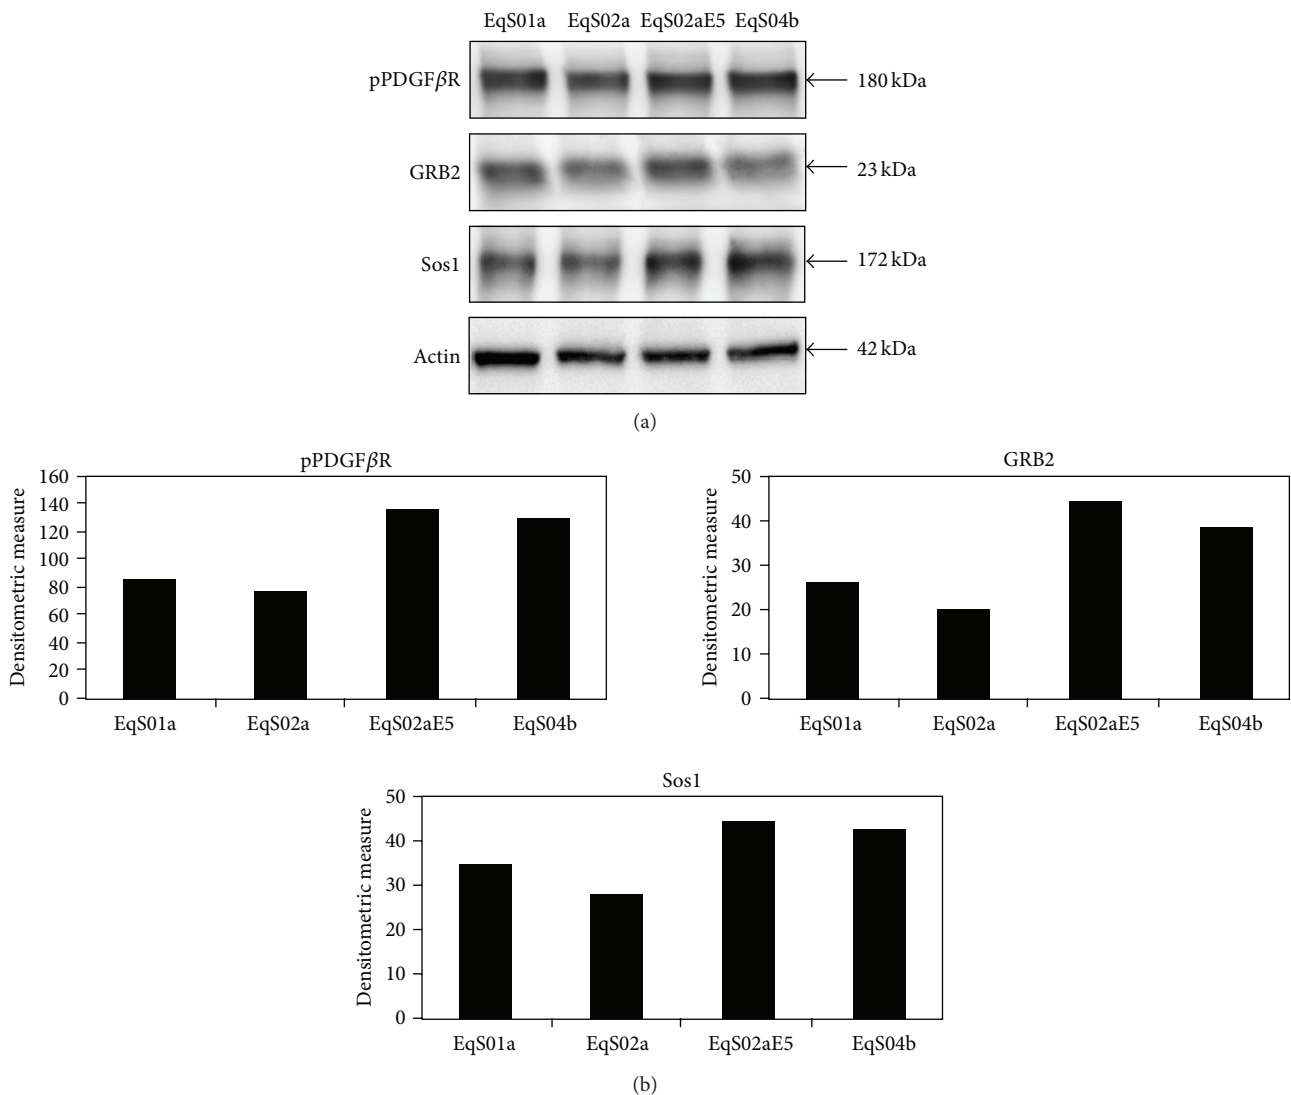 EqS01a EqS02a EqS02aE5 EqS04b
pPDGFβR 180 kDa
GRB2 23 kDa
Sos1 172 kDa
Actin 42 kDa
(a)
pPDGFβR
Densitometric measure
160
140
120
100
80
60
40
20
0
EqS01a EqS02a EqS02aE5 EqS04b
GRB2
Densitometric measure
50
40
30
20
10
0
EqS01a EqS02a EqS02aE5 EqS04b
Sos1
Densitometric measure
50
40
30
20
10
0
EqS01a EqS02a EqS02aE5 EqS04b
(b)